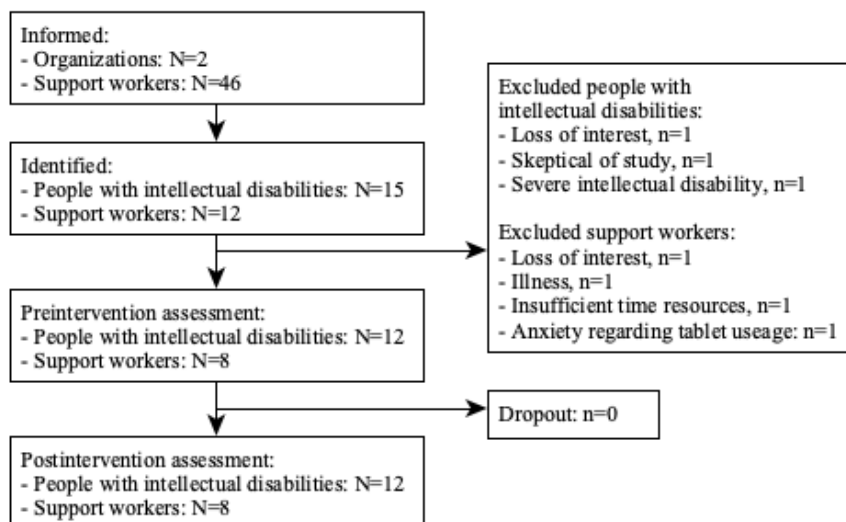 Informed:
- Organizations: N=2
- Support workers: N=46
Identified:
- People with intellectual disabilities: N=15
- Support workers: N=12
Excluded people with
intellectual disabilities:
- Loss of interest, n=1
- Skeptical of study, n=1
- Severe intellectual disability, n=1
Excluded support workers:
- Loss of interest, n=1
- Illness, n=1
- Insufficient time resources, n=1
- Anxiety regarding tablet useage: n=1
Preintervention assessment:
- People with intellectual disabilities: N=12
- Support workers: N=8
Dropout: n=0
Postintervention assessment:
- People with intellectual disabilities: N=12
- Support workers: N=8